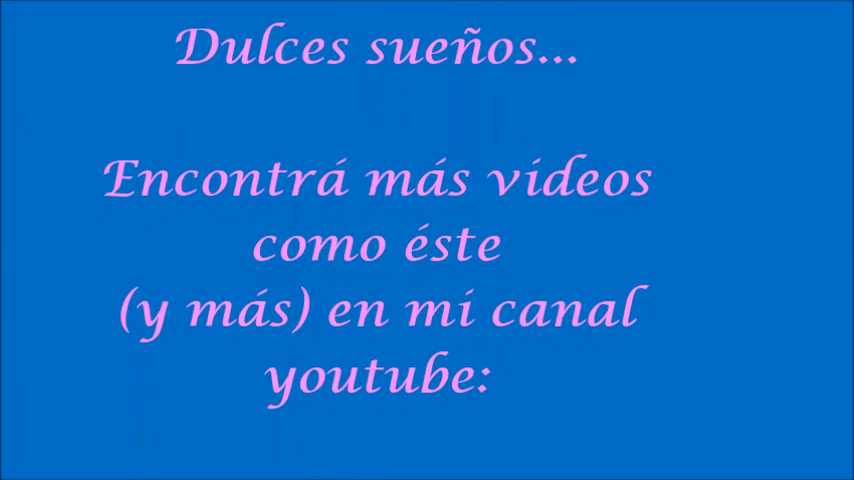 Dulces sueños...
Encontrá más videos
como éste
(y más) en mi canal
youtube: